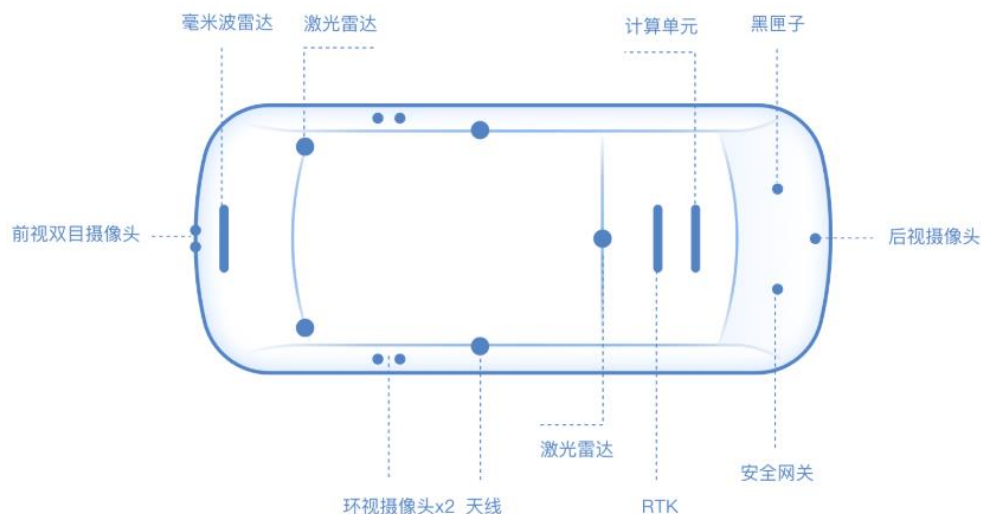 毫米波雷达
激光雷达
计算单元
黑匣子
前视双目摄像头
后视摄像头
激光雷达
安全网关
环视摄像头x2
天线
RTK